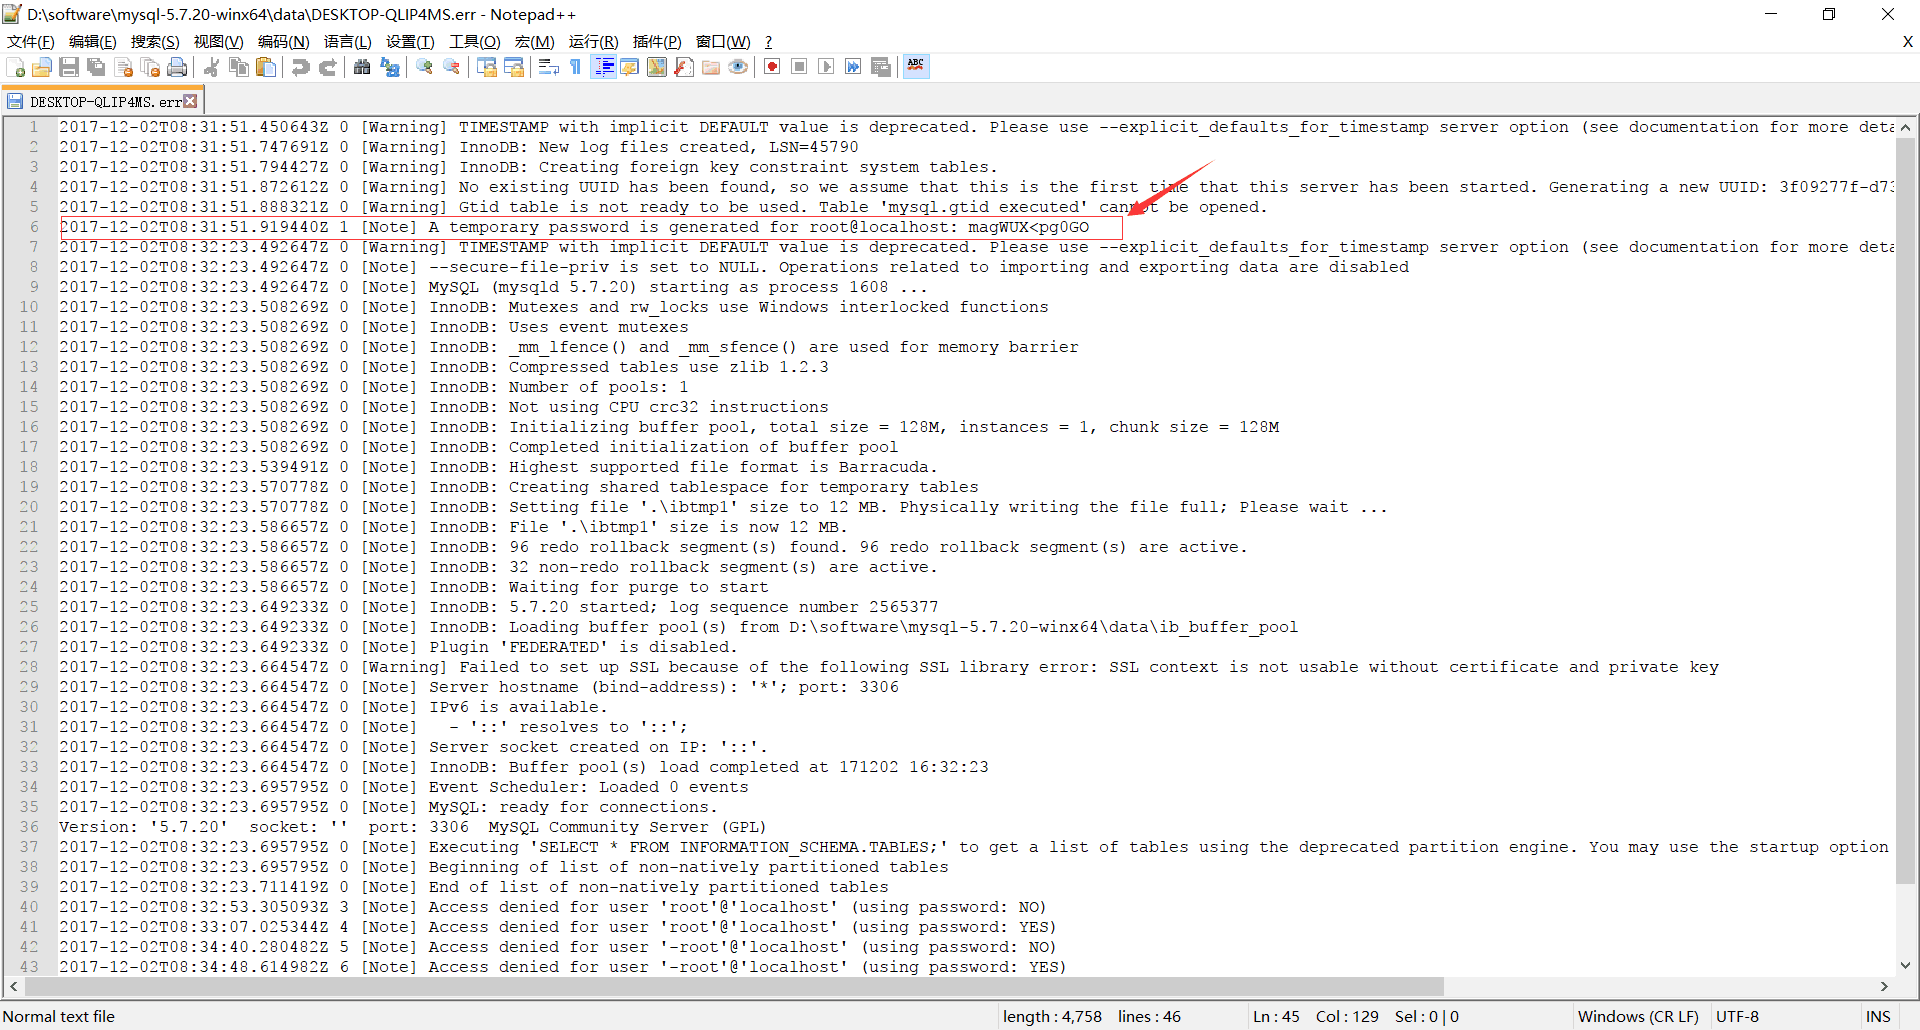 D:\software\mysql-5.7.20-winx64\data\DESKTOP-QLIP4MS.err - Notepad++
文件(F) 编辑(E) 搜索(S) 视图(V) 编码(N) 语言(L) 设置(T) 工具(O) 宏(M) 运行(R) 插件(P) 窗口(W) ? X
ABC
DESKTOP-QLIP4MS.err
1 2017-12-02T08:31:51.450643Z 0 [Warning] TIMESTAMP with implicit DEFAULT value is deprecated. Please use --explicit_defaults_for_timestamp server option (see documentation for more deta
2 2017-12-02T08:31:51.747691Z 0 [Warning] InnoDB: New log files created, LSN=45790
3 2017-12-02T08:31:51.794427Z 0 [Warning] InnoDB: Creating foreign key constraint system tables.
4 2017-12-02T08:31:51.872612Z 0 [Warning] No existing UUID has been found, so we assume that this is the first time that this server has been started. Generating a new UUID: 3f09277f-d73
5 2017-12-02T08:31:51.888321Z 0 [Warning] Gtid table is not ready to be used. Table 'mysql.gtid executed' cannot be opened.
6 2017-12-02T08:31:51.919440Z 1 [Note] A temporary password is generated for root@localhost: magWUX<pg0GO
7 2017-12-02T08:32:23.492647Z 0 [Warning] TIMESTAMP with implicit DEFAULT value is deprecated. Please use --explicit_defaults_for_timestamp server option (see documentation for more deta
8 2017-12-02T08:32:23.492647Z 0 [Note] --secure-file-priv is set to NULL. Operations related to importing and exporting data are disabled
9 2017-12-02T08:32:23.492647Z 0 [Note] MySQL (mysqld 5.7.20) starting as process 1608 ...
10 2017-12-02T08:32:23.508269Z 0 [Note] InnoDB: Mutexes and rw_locks use Windows interlocked functions
11 2017-12-02T08:32:23.508269Z 0 [Note] InnoDB: Uses event mutexes
12 2017-12-02T08:32:23.508269Z 0 [Note] InnoDB: _mm_lfence() and _mm_sfence() are used for memory barrier
13 2017-12-02T08:32:23.508269Z 0 [Note] InnoDB: Compressed tables use zlib 1.2.3
14 2017-12-02T08:32:23.508269Z 0 [Note] InnoDB: Number of pools: 1
15 2017-12-02T08:32:23.508269Z 0 [Note] InnoDB: Not using CPU crc32 instructions
16 2017-12-02T08:32:23.508269Z 0 [Note] InnoDB: Initializing buffer pool, total size = 128M, instances = 1, chunk size = 128M
17 2017-12-02T08:32:23.508269Z 0 [Note] InnoDB: Completed initialization of buffer pool
18 2017-12-02T08:32:23.539491Z 0 [Note] InnoDB: Highest supported file format is Barracuda.
19 2017-12-02T08:32:23.570778Z 0 [Note] InnoDB: Creating shared tablespace for temporary tables
20 2017-12-02T08:32:23.570778Z 0 [Note] InnoDB: Setting file '.\ibtmp1' size to 12 MB. Physically writing the file full; Please wait ...
21 2017-12-02T08:32:23.586657Z 0 [Note] InnoDB: File '.\ibtmp1' size is now 12 MB.
22 2017-12-02T08:32:23.586657Z 0 [Note] InnoDB: 96 redo rollback segment(s) found. 96 redo rollback segment(s) are active.
23 2017-12-02T08:32:23.586657Z 0 [Note] InnoDB: 32 non-redo rollback segment(s) are active.
24 2017-12-02T08:32:23.586657Z 0 [Note] InnoDB: Waiting for purge to start
25 2017-12-02T08:32:23.649233Z 0 [Note] InnoDB: 5.7.20 started; log sequence number 2565377
26 2017-12-02T08:32:23.649233Z 0 [Note] InnoDB: Loading buffer pool(s) from D:\software\mysql-5.7.20-winx64\data\ib_buffer_pool
27 2017-12-02T08:32:23.649233Z 0 [Note] Plugin 'FEDERATED' is disabled.
28 2017-12-02T08:32:23.664547Z 0 [Warning] Failed to set up SSL because of the following SSL library error: SSL context is not usable without certificate and private key
29 2017-12-02T08:32:23.664547Z 0 [Note] Server hostname (bind-address): '*'; port: 3306
30 2017-12-02T08:32:23.664547Z 0 [Note] IPv6 is available.
31 2017-12-02T08:32:23.664547Z 0 [Note]   - '::' resolves to '::';
32 2017-12-02T08:32:23.664547Z 0 [Note] Server socket created on IP: '::'.
33 2017-12-02T08:32:23.664547Z 0 [Note] InnoDB: Buffer pool(s) load completed at 171202 16:32:23
34 2017-12-02T08:32:23.695795Z 0 [Note] Event Scheduler: Loaded 0 events
35 2017-12-02T08:32:23.695795Z 0 [Note] MySQL: ready for connections.
36 Version: '5.7.20'  socket: ''  port: 3306  MySQL Community Server (GPL)
37 2017-12-02T08:32:23.695795Z 0 [Note] Executing 'SELECT * FROM INFORMATION_SCHEMA.TABLES;' to get a list of tables using the deprecated partition engine. You may use the startup option
38 2017-12-02T08:32:23.695795Z 0 [Note] Beginning of list of non-natively partitioned tables
39 2017-12-02T08:32:23.711419Z 0 [Note] End of list of non-natively partitioned tables
40 2017-12-02T08:32:53.305093Z 3 [Note] Access denied for user 'root'@'localhost' (using password: NO)
41 2017-12-02T08:33:07.025344Z 4 [Note] Access denied for user 'root'@'localhost' (using password: YES)
42 2017-12-02T08:34:40.280482Z 5 [Note] Access denied for user '-root'@'localhost' (using password: NO)
43 2017-12-02T08:34:48.614982Z 6 [Note] Access denied for user '-root'@'localhost' (using password: YES)
Normal text file length : 4,758 lines : 46 Ln : 45 Col : 129 Sel : 0 | 0 Windows (CR LF) UTF-8 INS